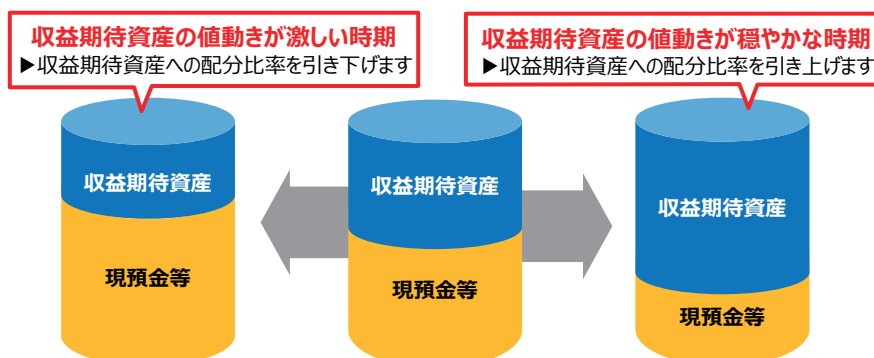 収益期待資産の値動きが激しい時期
▶収益期待資産への配分比率を引き下げます
収益期待資産の値動きが穏やかな時期
▶収益期待資産への配分比率を引き上げます
収益期待資産
現預金等
収益期待資産
現預金等
収益期待資産
現預金等